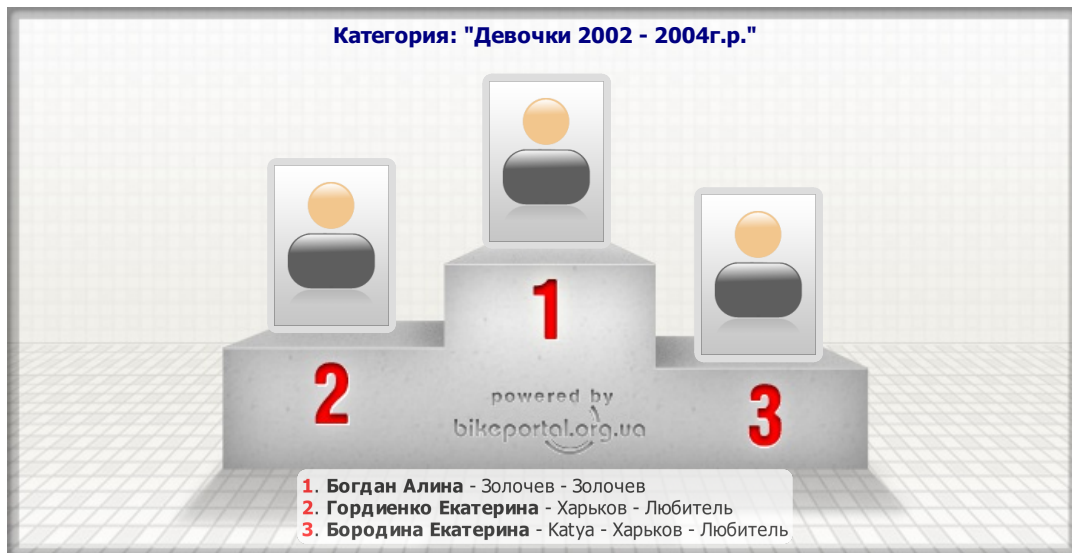 Категория: "Девочки 2002 - 2004г.р."
1
2
3
powered by
bikeportal.org.ua
1. Богдан Алина - Золочев - Золочев
2. Гордиенко Екатерина - Харьков - Любитель
3. Бородина Екатерина - Katya - Харьков - Любитель